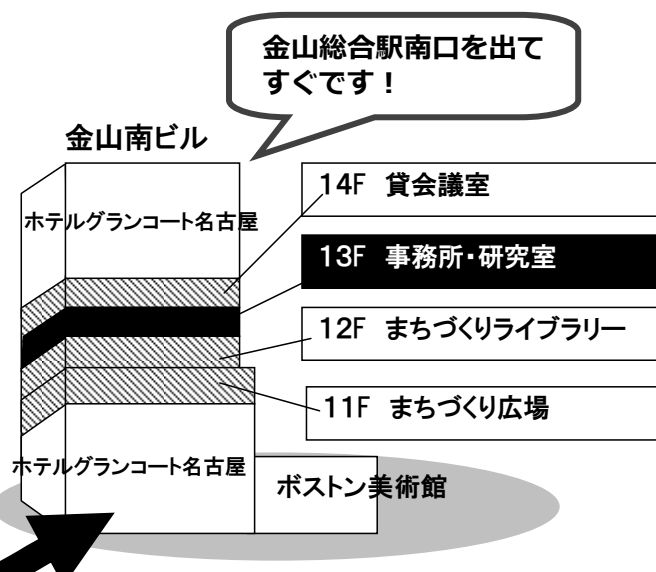 金山総合駅南口を出て
すぐです！
金山南ビル
14F 貸会議室
ホテルグランコート名古屋
13F 事務所・研究室
12F まちづくりライブラリー
11F まちづくり広場
ホテルグランコート名古屋
ボストン美術館